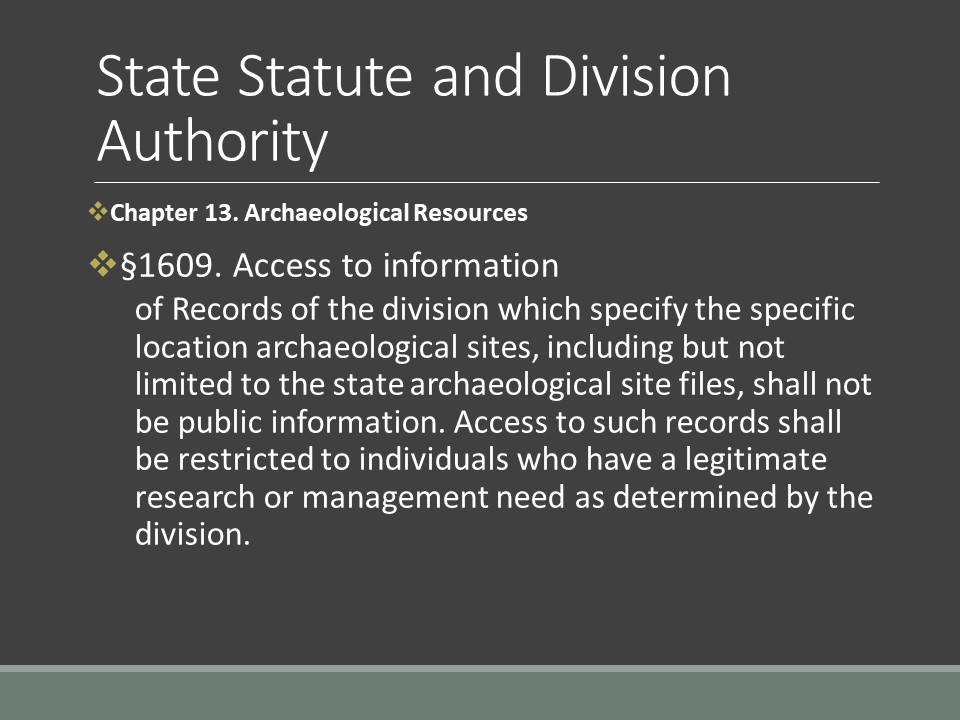 State Statute and Division
Authority
❖Chapter 13. Archaeological Resources
❖§1609. Access to information
of Records of the division which specify the specific
location archaeological sites, including but not
limited to the state archaeological site files, shall not
be public information. Access to such records shall
be restricted to individuals who have a legitimate
research or management need as determined by the
division.